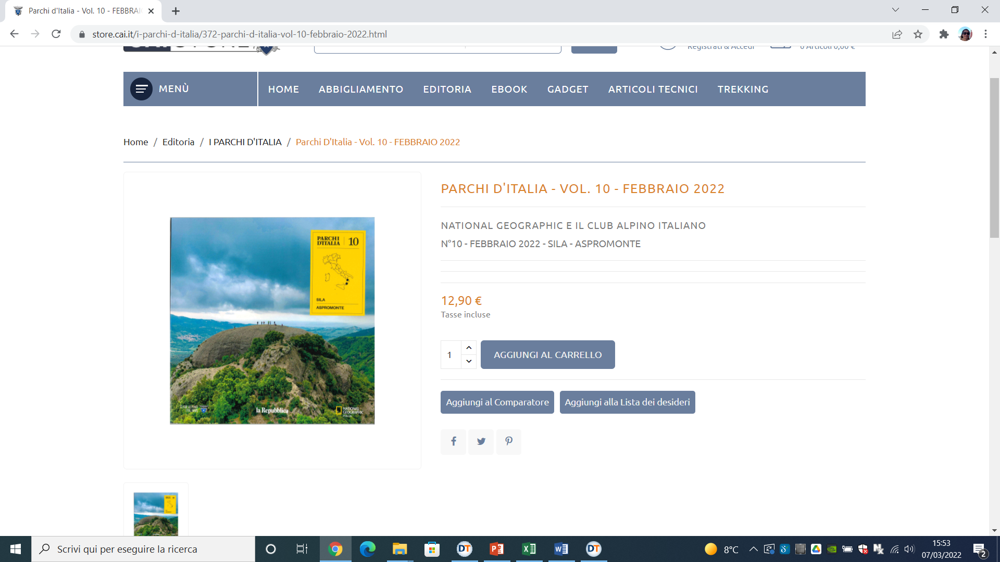 Parchi d'Italia - Vol. 10 - FEBBRAI
store.cai.it/i-parchi-d-italia/372-parchi-d-italia-vol-10-febbraio-2022.html
Registrati & Accedi
0 Articoli 0,00 €
MENÙ
HOME ABBIGLIAMENTO EDITORIA EBOOK GADGET ARTICOLI TECNICI TREKKING
Home / Editoria / I PARCHI D'ITALIA / Parchi D'Italia - Vol. 10 - FEBBRAIO 2022
PARCHI D'ITALIA - VOL. 10 - FEBBRAIO 2022
NATIONAL GEOGRAPHIC E IL CLUB ALPINO ITALIANO
N°10 - FEBBRAIO 2022 - SILA - ASPROMONTE
PARCHI
D'ITALIA 10
SILA
ASPROMONTE
la Repubblica
NATIONAL
GEOGRAPHIC
ITALIA
12,90 €
Tasse incluse
1
AGGIUNGI AL CARRELLO
Aggiungi al Comparatore
Aggiungi alla Lista dei desideri
Scrivi qui per eseguire la ricerca
DT
DT
8°C
15:53
07/03/2022
2